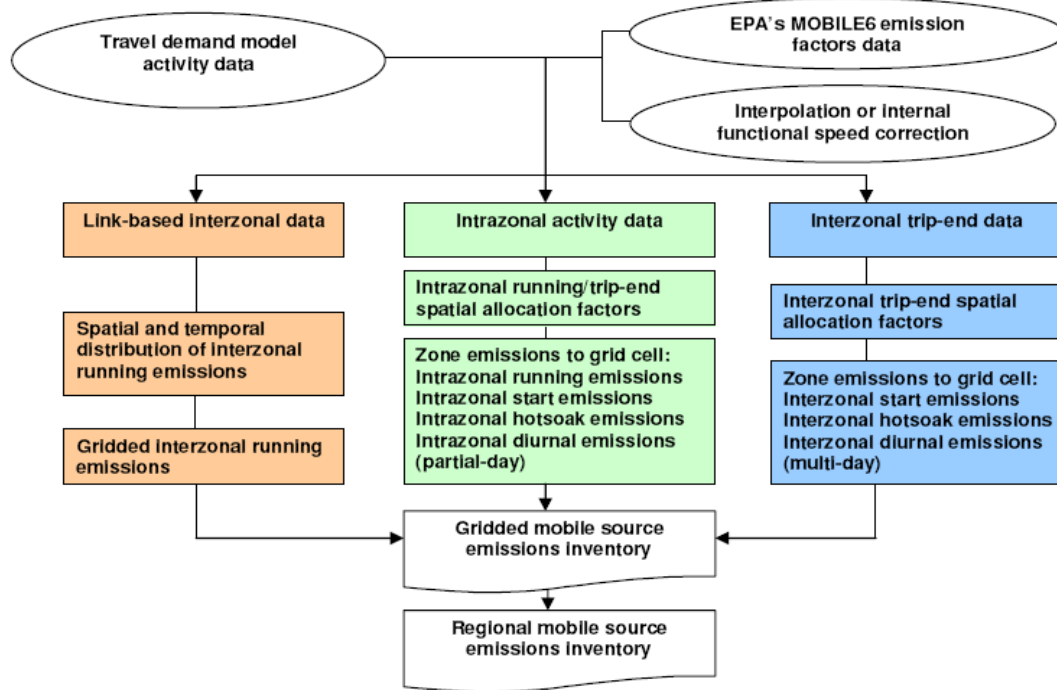 Travel demand model
activity data
EPA's MOBILE6 emission
factors data
Interpolation or internal
functional speed correction
Link-based interzonal data
Intrazonal activity data
Interzonal trip-end data
Spatial and temporal
distribution of interzonal
running emissions
Gridded interzonal running
emissions
Intrazonal running/trip-end
spatial allocation factors
Zone emissions to grid cell:
Intrazonal running emissions
Intrazonal start emissions
Intrazonal hotsoak emissions
Intrazonal diurnal emissions
(partial-day)
Interzonal trip-end spatial
allocation factors
Zone emissions to grid cell:
Interzonal start emissions
Interzonal hotsoak emissions
Interzonal diurnal emissions
(multi-day)
Gridded mobile source
emissions inventory
Regional mobile source
emissions inventory